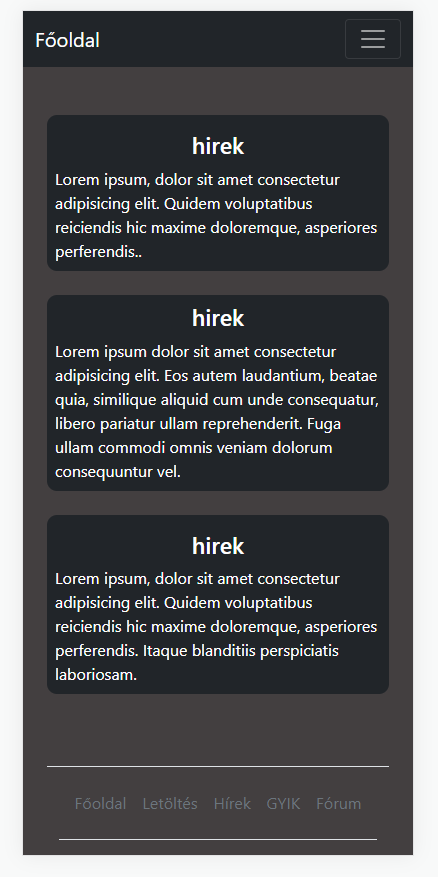 Főoldal
hirek
Lorem ipsum, dolor sit amet consectetur
adipisicing elit. Quidem voluptatibus
reiciendis hic maxime doloremque, asperiores
perferendis..
hirek
Lorem ipsum dolor sit amet consectetur
adipisicing elit. Eos autem laudantium, beatae
quia, similique aliquid cum unde consequatur,
libero pariatur ullam reprehenderit. Fuga
ullam commodi omnis veniam dolorum
consequuntur vel.
hirek
Lorem ipsum, dolor sit amet consectetur
adipisicing elit. Quidem voluptatibus
reiciendis hic maxime doloremque, asperiores
perferendis. Itaque blanditiis perspiciatis
laboriosam.
Főoldal Letöltés Hírek GYIK Fórum